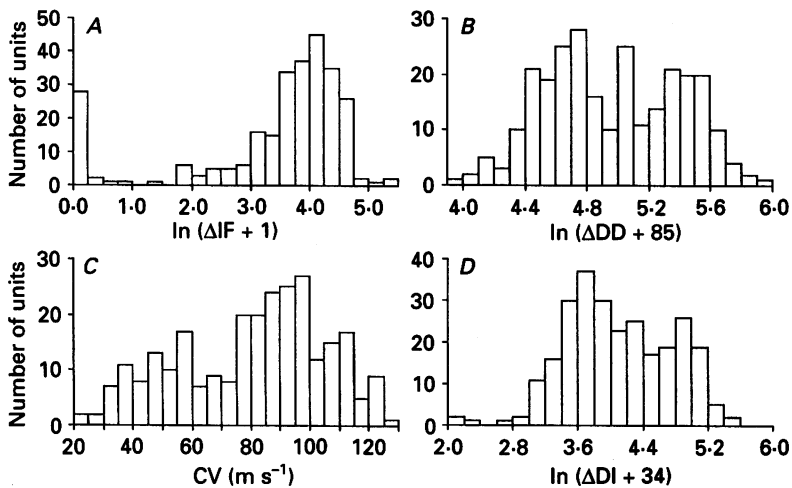 A
Number of units
50
40
30
20
10
0
0·0 1·0 2·0 3·0 4·0 5·0
ln (ΔIF + 1)
B
30
20
10
0
4·0 4·4 4·8 5·2 5·6 6·0
ln (ΔDD + 85)
C
Number of units
30
20
10
0
20 40 60 80 100 120
CV (m s⁻¹)
D
40
30
20
10
0
2·0 2·8 3·6 4·4 5·2 6·0
ln (ΔDI + 34)